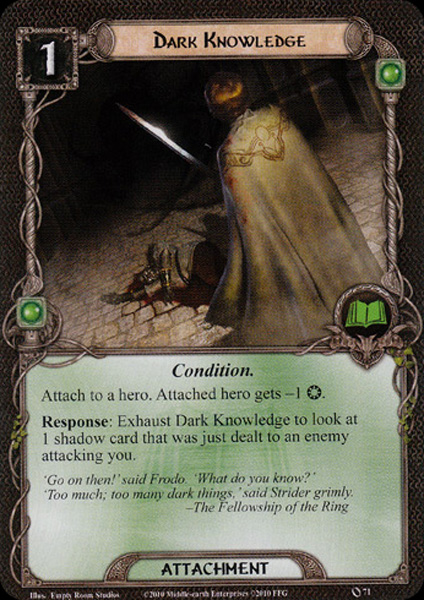 1
DARK KNOWLEDGE
Condition.
Attach to a hero. Attached hero gets –1 .
Response: Exhaust Dark Knowledge to look at
1 shadow card that was just dealt to an enemy
attacking you.
‘Go on then!’ said Frodo. ‘What do you know?’
‘Too much; too many dark things,’ said Strider grimly.
–The Fellowship of the Ring
ATTACHMENT
Illus. Empty Room Studios ©2010 Middle-earth Enterprises ©2010 FFG 71